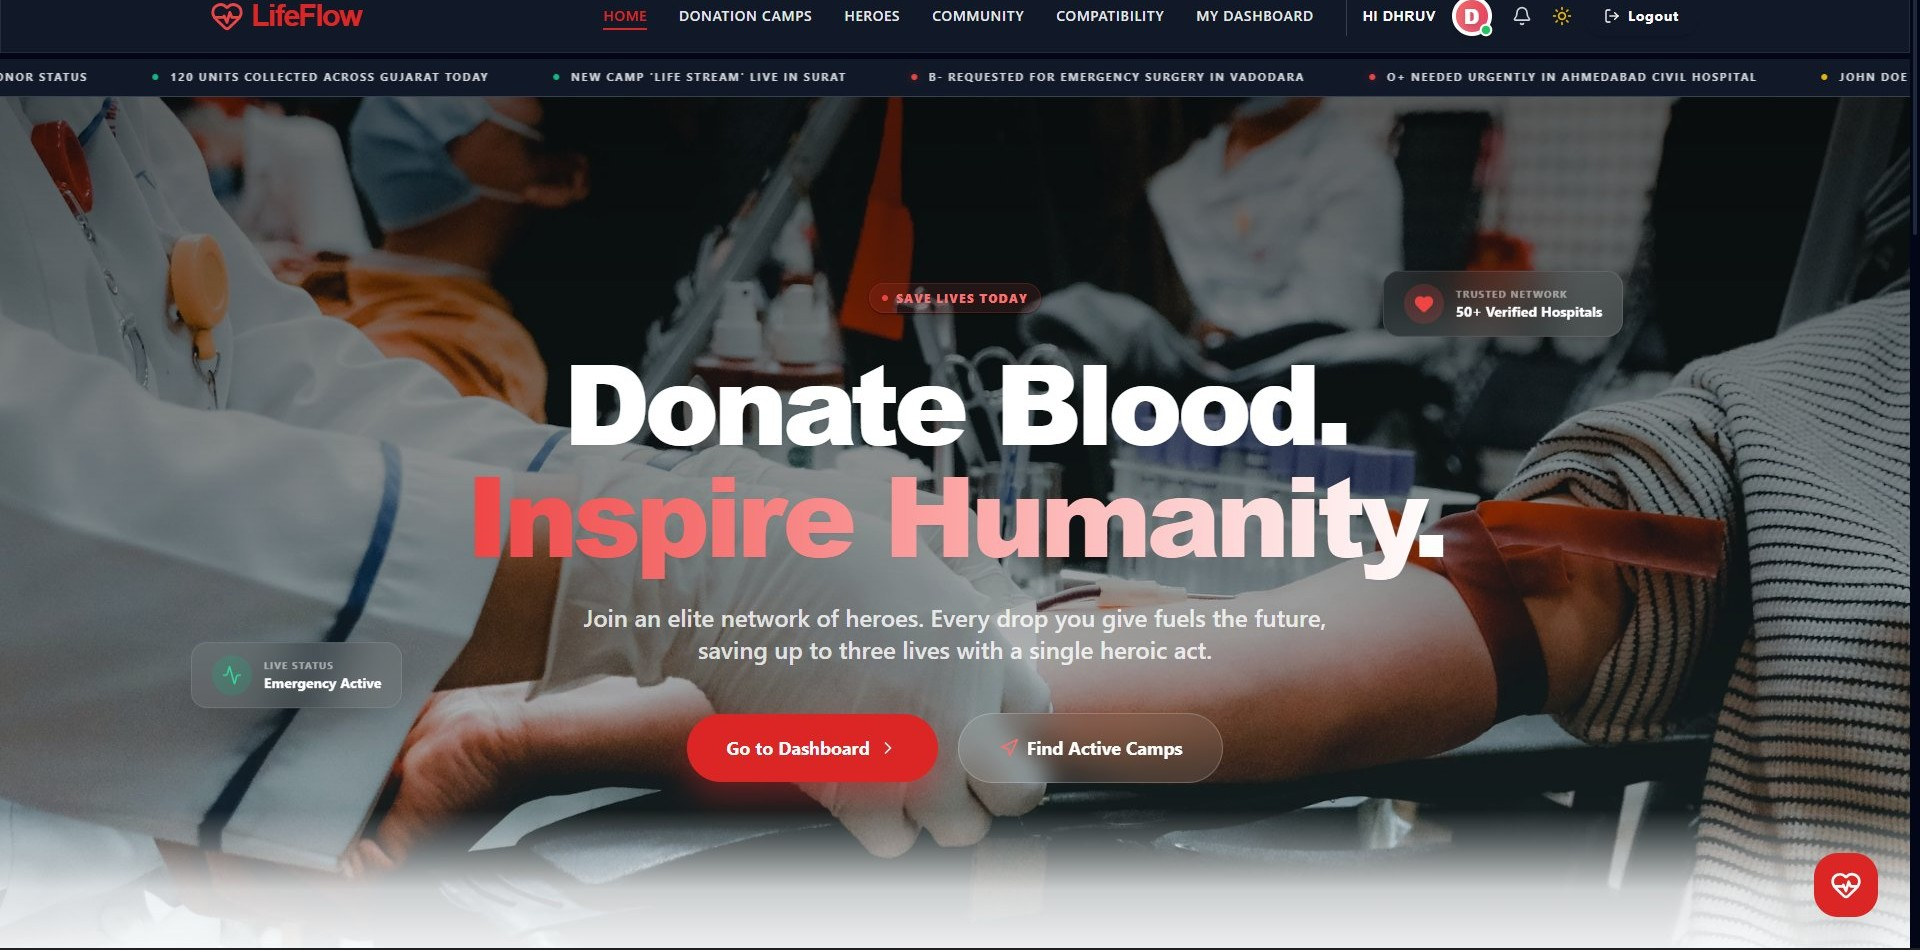 LifeFlow
HOME
DONATION CAMPS
HEROES
COMMUNITY
COMPATIBILITY
MY DASHBOARD
HI DHRUV
D
Logout
ONOR STATUS
120 UNITS COLLECTED ACROSS GUJARAT TODAY
NEW CAMP 'LIFE STREAM' LIVE IN SURAT
B- REQUESTED FOR EMERGENCY SURGERY IN VADODARA
O+ NEEDED URGENTLY IN AHMEDABAD CIVIL HOSPITAL
JOHN DOE
SAVE LIVES TODAY
TRUSTED NETWORK
50+ Verified Hospitals
Donate Blood.
Inspire Humanity.
Join an elite network of heroes. Every drop you give fuels the future,
saving up to three lives with a single heroic act.
LIVE STATUS
Emergency Active
Go to Dashboard
Find Active Camps